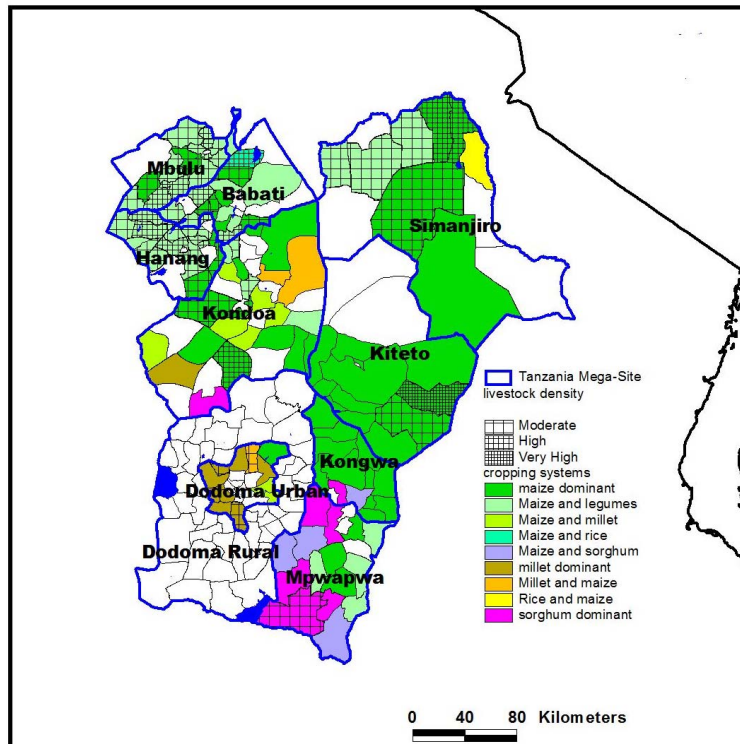 Mbulu
Babati
Simanjiro
Hanang
Kondoa
Kiteto
Tanzania Mega-Site
livestock density
Moderate
High
Very High
cropping systems
maize dominant
Maize and legumes
Maize and millet
Maize and rice
Maize and sorghum
millet dominant
Millet and maize
Rice and maize
sorghum dominant
Kongwa
Dodoma Urban
Dodoma Rural
Mpwapwa
0 40 80 Kilometers